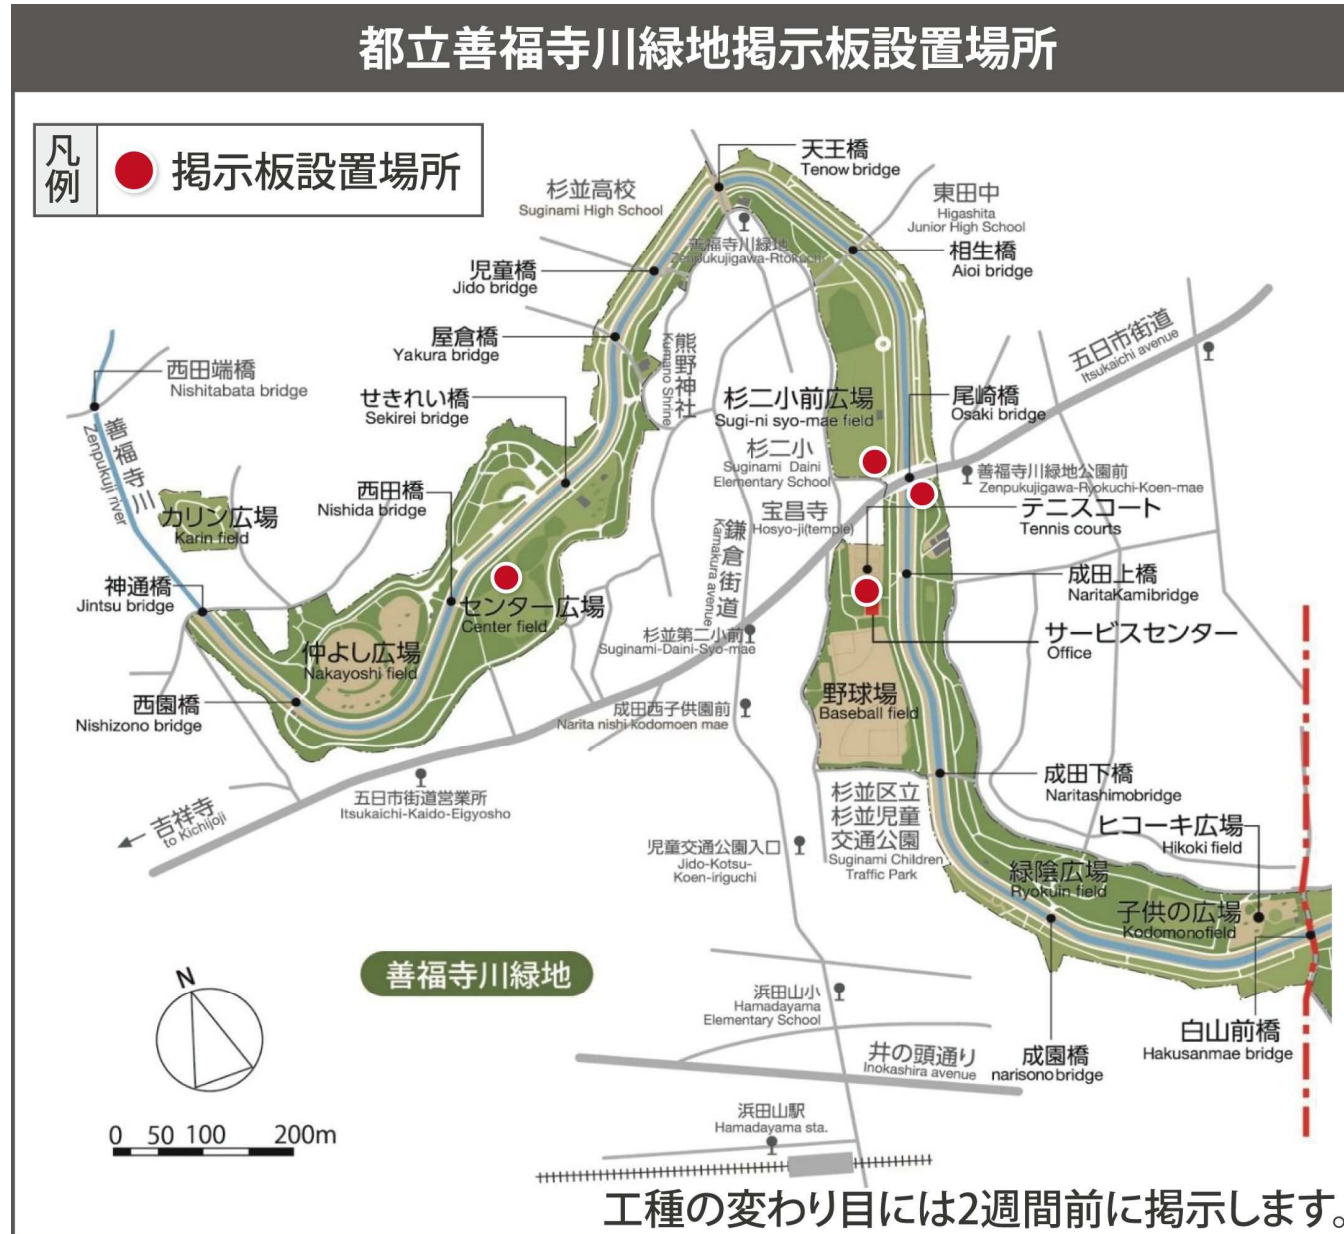 都立善福寺川緑地掲示板設置場所
凡例
掲示板設置場所
天王橋
Tenow bridge
杉並高校
Suginami High School
東田中
Higashita
Junior High School
善福寺川緑地
Zenpukujigawa-Rtokuchi
相生橋
Aioi bridge
児童橋
Jido bridge
屋倉橋
Yakura bridge
熊野神社
Kumano Shrine
五日市街道
Itsukaichi avenue
西田端橋
Nishitabata bridge
せきれい橋
Sekirei bridge
杉二小前広場
Sugi-ni syo-mae field
尾崎橋
Osaki bridge
善福寺川
Zenpukuji river
杉二小
Suginami Daini
Elementary School
善福寺川緑地公園前
Zenpukujigawa-Ryokuchi-Koen-mae
西田橋
Nishida bridge
カリン広場
Karin field
宝昌寺
Hosyo-ji(temple)
テニスコート
Tennis courts
鎌倉街道
Kamakura avenue
神通橋
Jintsu bridge
センター広場
Center field
成田上橋
NaritaKamibridge
杉並第二小前
Suginami-Daini-Syo-mae
サービスセンター
Office
仲よし広場
Nakayoshi field
西園橋
Nishizono bridge
成田西子供園前
Narita nishi kodomoen mae
野球場
Baseball field
五日市街道営業所
Itsukaichi-Kaido-Eigyosho
成田下橋
Naritashimobridge
吉祥寺
to Kichijoji
杉並区立
杉並児童
交通公園
Suginami Children
Traffic Park
児童交通公園入口
Jido-Kotsu-
Koen-iriguchi
ヒコーキ広場
Hikoki field
緑陰広場
Ryokuin field
子供の広場
Kodomonofield
善福寺川緑地
N
浜田山小
Hamadayama
Elementary School
井の頭通り
Inokashira avenue
成園橋
narisono bridge
白山前橋
Hakusanmae bridge
0 50 100 200m
浜田山駅
Hamadayama sta.
工種の変わり目には2週間前に掲示します。